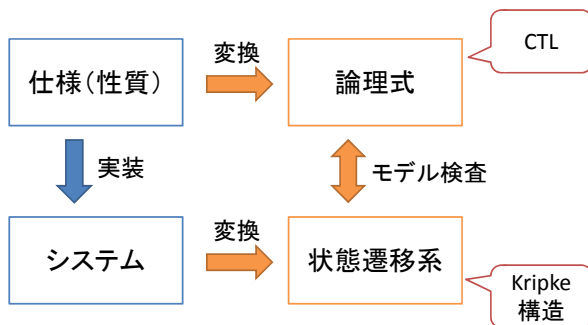 変換
CTL
仕様(性質)
論理式
実装
モデル検査
変換
システム
状態遷移系
Kripke
構造